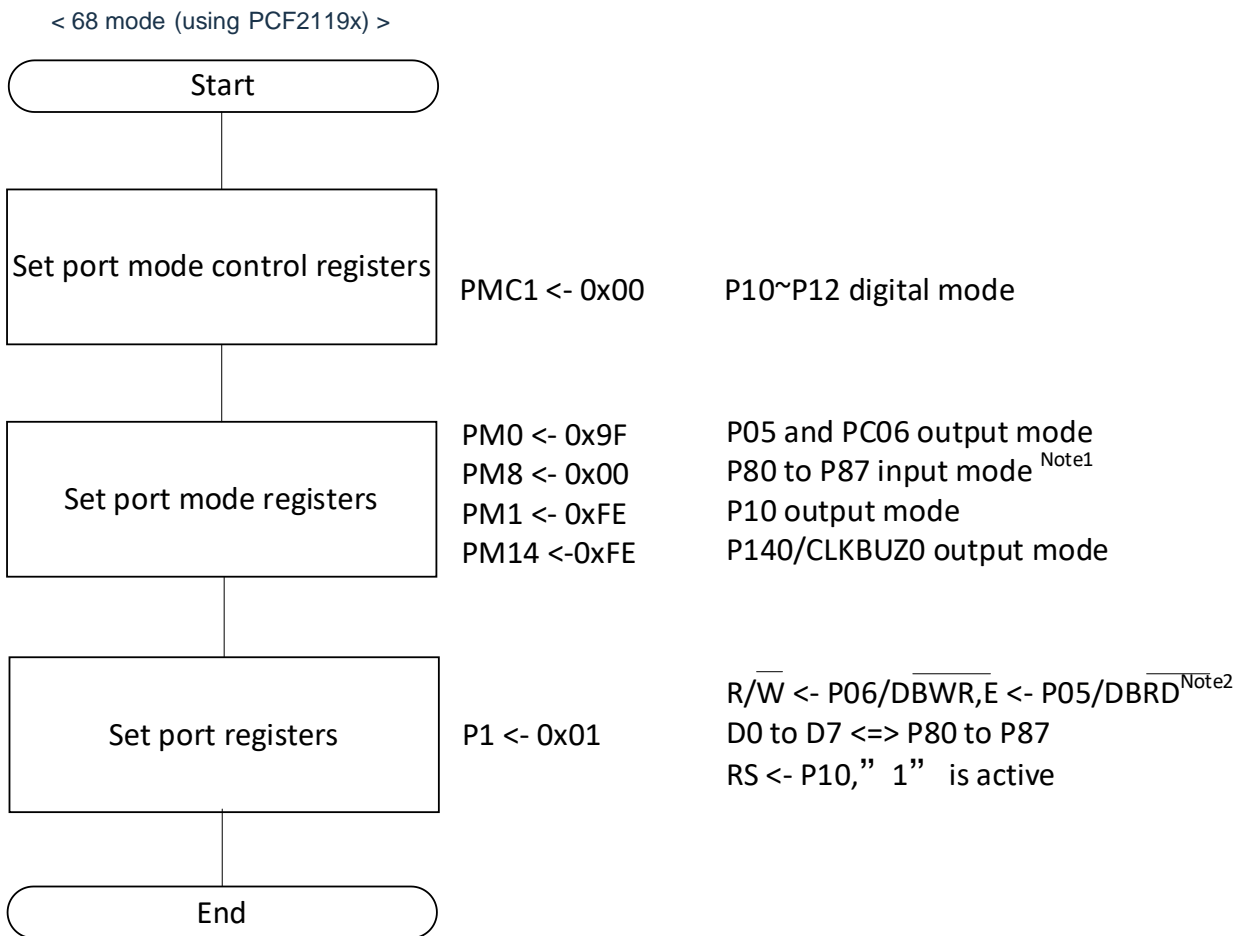 < 68 mode (using PCF2119x) >
Start
Set port mode control registers
PMC1 <- 0x00 P10~P12 digital mode
Set port mode registers
PM0 <- 0x9F P05 and PC06 output mode
PM8 <- 0x00 P80 to P87 input mode Note1
PM1 <- 0xFE P10 output mode
PM14 <-0xFE P140/CLKBUZ0 output mode
Set port registers
P1 <- 0x01
R/W <- P06/DBWR,E <- P05/DBRD Note2
D0 to D7 <=> P80 to P87
RS <- P10,” 1” is active
End